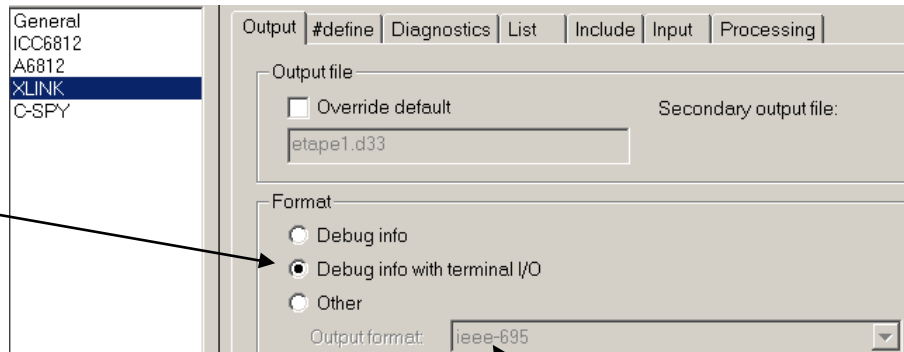 General
ICC6812
A6812
XLINK
C-SPY
Output #define Diagnostics List Include Input Processing
Output file
Override default Secondary output file:
etape1.d33
Format
Debug info
Debug info with terminal I/O
Other
Output format: ieee-695